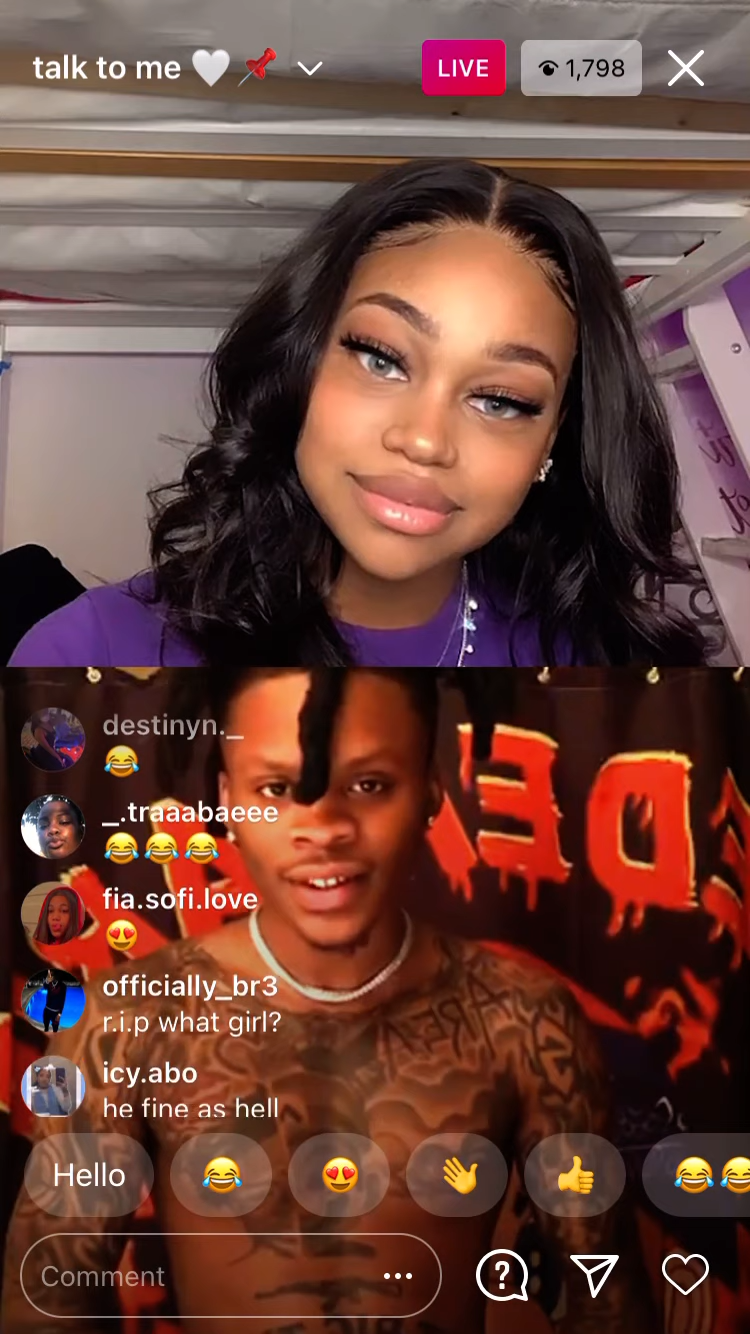 talk to me 🤍 📌
LIVE
1,798
destinyn._
😂
_.traaabaeee
😂😂😂
fia.sofi.love
😍
officially_br3
r.i.p what girl?
icy.abo
he fine as hell
Hello 😂 😍 👋 👍 😂😂
Comment